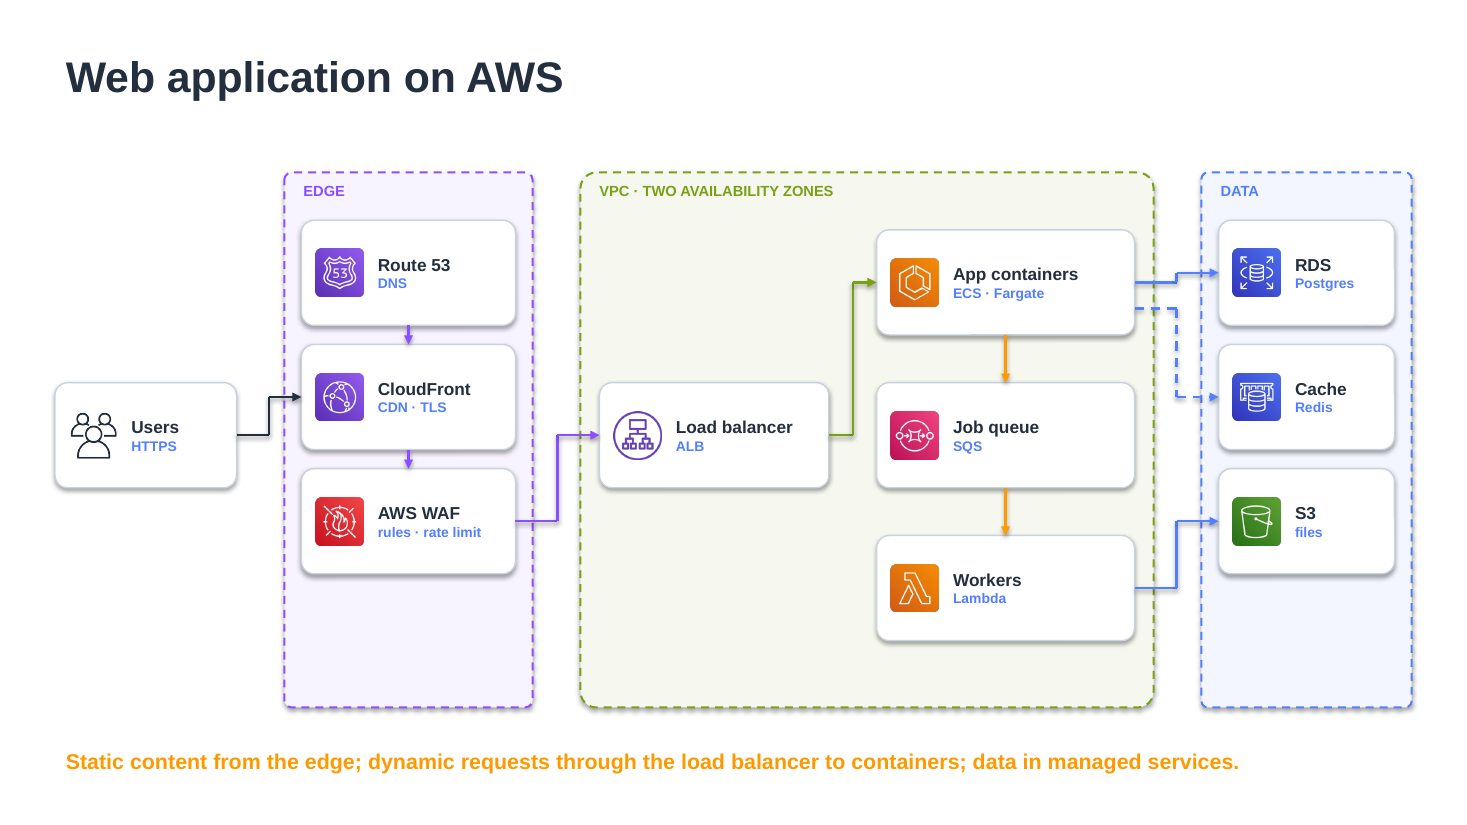 Web application on AWS
EDGE
VPC · TWO AVAILABILITY ZONES
DATA
Users
HTTPS
Route 53
DNS
CloudFront
CDN · TLS
AWS WAF
rules · rate limit
Load balancer
ALB
App containers
ECS · Fargate
Job queue
SQS
Workers
Lambda
RDS
Postgres
Cache
Redis
S3
files
53
Static content from the edge; dynamic requests through the load balancer to containers; data in managed services.